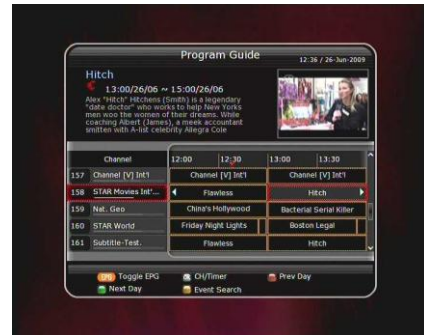 Program Guide
12:36 / 26-Jun-2009
Hitch
13:00/26/06 ~ 15:00/26/06
Alex "Hitch" Hitchens (Smith) is a legendary
"date doctor" who works to help New Yorks
men woo the women of their dreams. While
coaching Albert (James), a meek accountant
smitten with A-list celebrity Allegra Cole
Channel 12:00 12:30 13:00 13:30
157 Channel [V] Int'l Channel [V] Int'l Channel [V] Int'l
158 STAR Movies Int'... Flawless Hitch
159 Nat. Geo China's Hollywood Bacterial Serial Killer
160 STAR World Friday Night Lights Boston Legal
161 Subtitle-Test. Flawless Hitch
EPG Toggle EPG CH/Timer Prev Day
Next Day Event Search